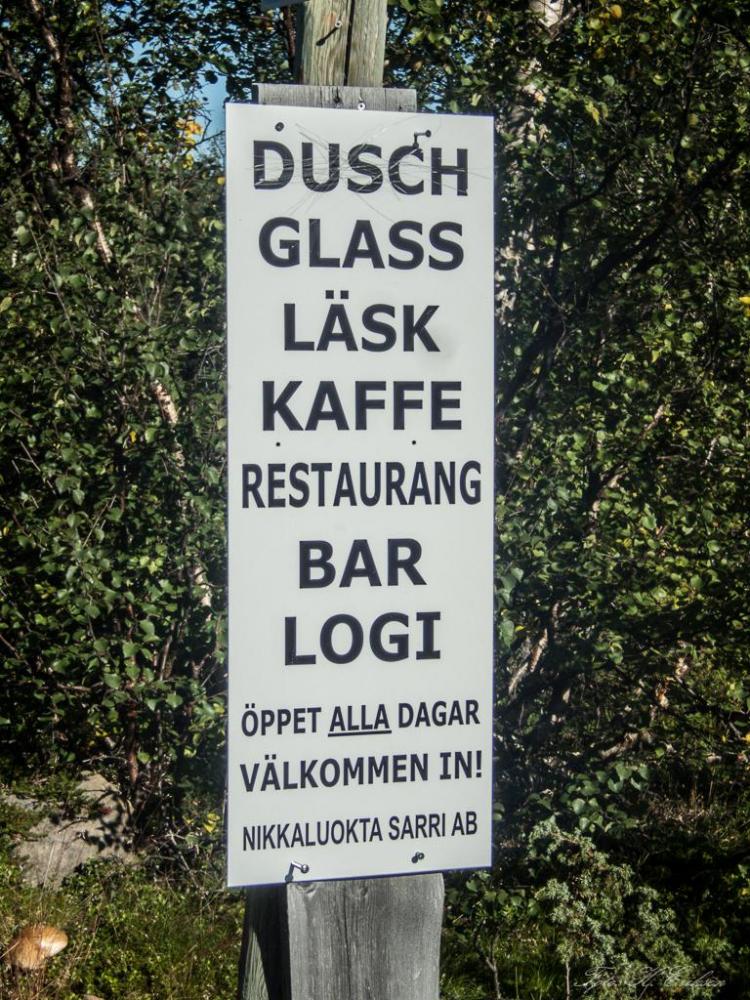 DUSCH
GLASS
LÄSK
KAFFE
RESTAURANG
BAR
LOGI
ÖPPET ALLA DAGAR
VÄLKOMMEN IN!
NIKKALUOKTA SARRI AB